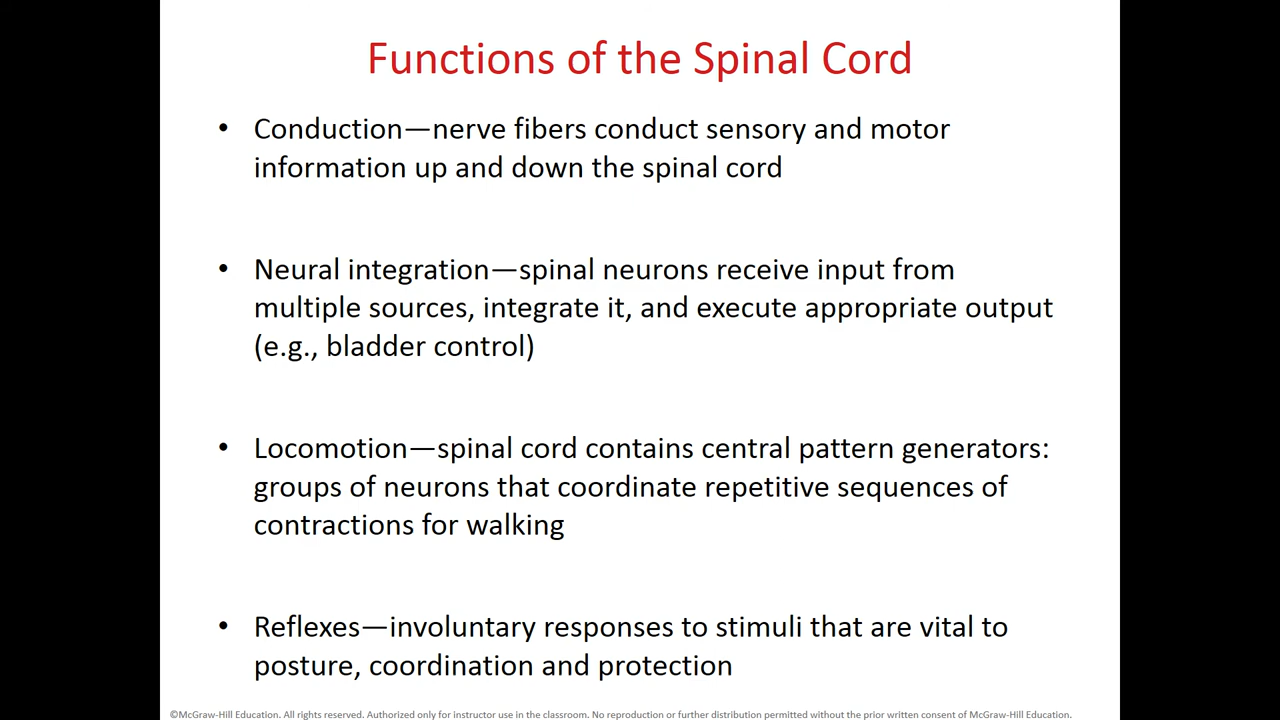 Functions of the Spinal Cord
• Conduction—nerve fibers conduct sensory and motor
information up and down the spinal cord
• Neural integration—spinal neurons receive input from
multiple sources, integrate it, and execute appropriate output
(e.g., bladder control)
• Locomotion—spinal cord contains central pattern generators:
groups of neurons that coordinate repetitive sequences of
contractions for walking
• Reflexes—involuntary responses to stimuli that are vital to
posture, coordination and protection
©McGraw-Hill Education. All rights reserved. Authorized only for instructor use in the classroom. No reproduction or further distribution permitted without the prior written consent of McGraw-Hill Education.